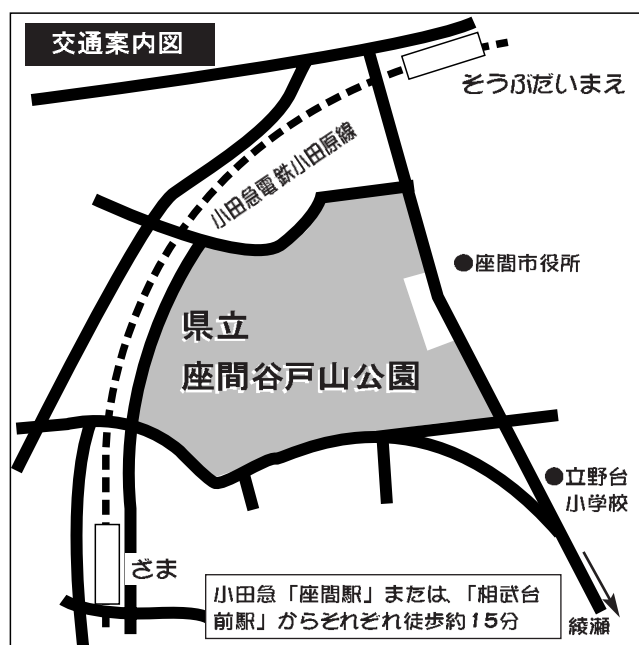 交通案内図
そうぶだいまえ
小田急電鉄小田原線
●座間市役所
県立
座間谷戸山公園
●立野台
小学校
ざま
小田急「座間駅」または、「相武台
前駅」からそれぞれ徒歩約15分
綾瀬